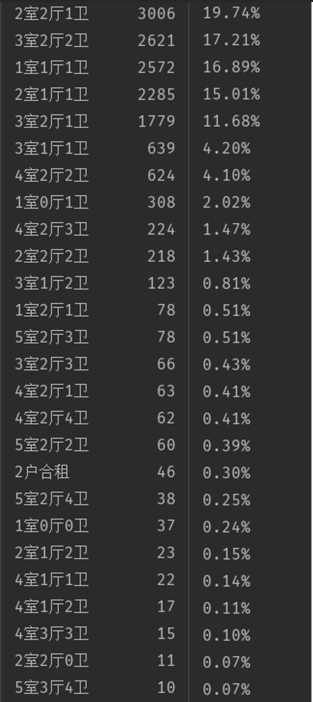 2室2厅1卫 3006 19.74%
3室2厅2卫 2621 17.21%
1室1厅1卫 2572 16.89%
2室1厅1卫 2285 15.01%
3室2厅1卫 1779 11.68%
3室1厅1卫 639 4.20%
4室2厅2卫 624 4.10%
1室0厅1卫 308 2.02%
4室2厅3卫 224 1.47%
2室2厅2卫 218 1.43%
3室1厅2卫 123 0.81%
1室2厅1卫 78 0.51%
5室2厅3卫 78 0.51%
3室2厅3卫 66 0.43%
4室2厅1卫 63 0.41%
4室2厅4卫 62 0.41%
5室2厅2卫 60 0.39%
2户合租 46 0.30%
5室2厅4卫 38 0.25%
1室0厅0卫 37 0.24%
2室1厅2卫 23 0.15%
4室1厅1卫 22 0.14%
4室1厅2卫 17 0.11%
4室3厅3卫 15 0.10%
2室2厅0卫 11 0.07%
5室3厅4卫 10 0.07%